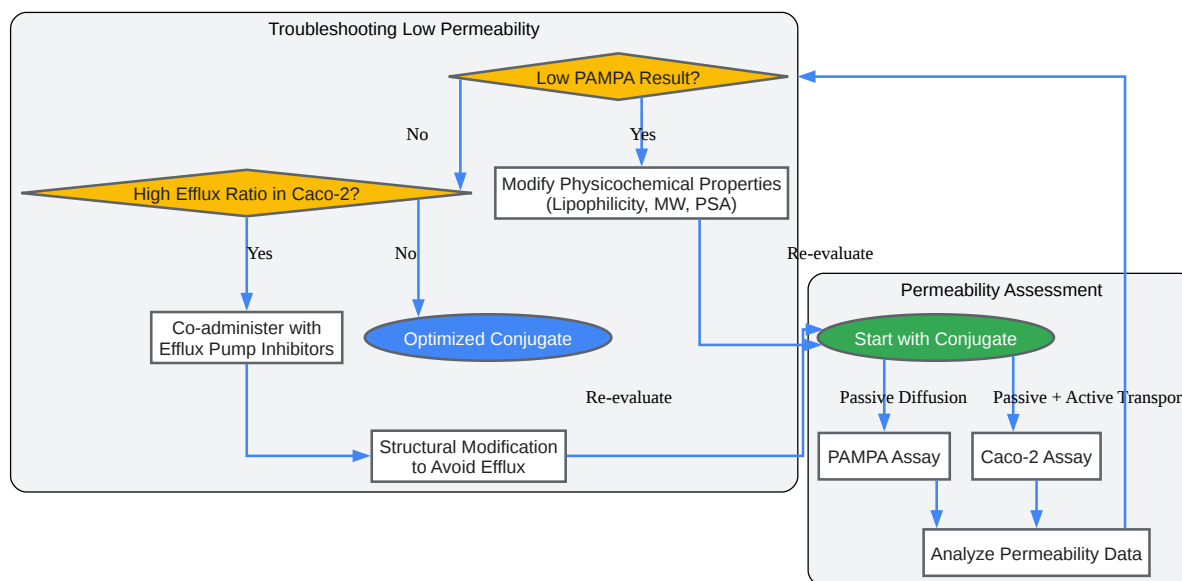 Troubleshooting Low Permeability
Low PAMPA Result?
No
Yes
High Efflux Ratio in Caco-2?
Modify Physicochemical Properties
(Lipophilicity, MW, PSA)
Yes
No
Re-evaluate
Permeability Assessment
Co-administer with
Efflux Pump Inhibitors
Optimized Conjugate
Start with Conjugate
Re-evaluate
Passive Diffusion
Passive + Active Transpor
Structural Modification
to Avoid Efflux
PAMPA Assay
Caco-2 Assay
Analyze Permeability Data